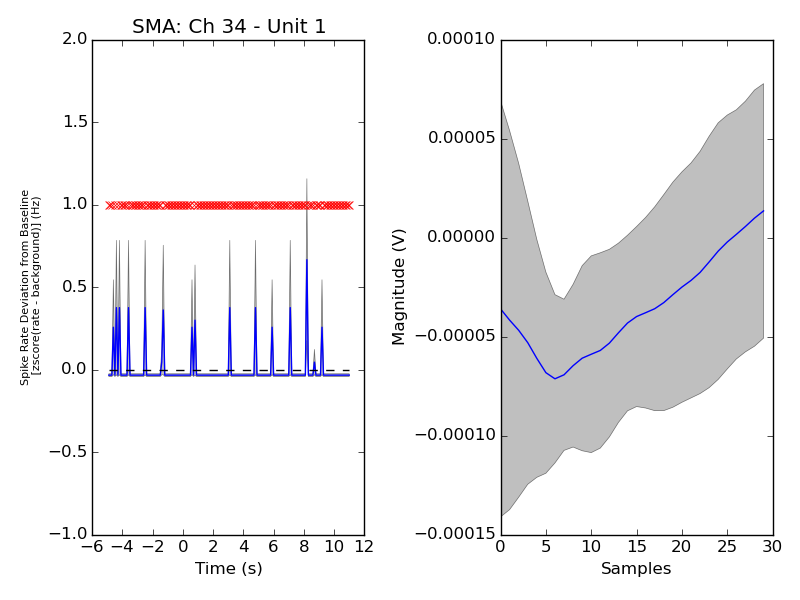 SMA: Ch 34 - Unit 1
2.0
1.5
1.0
0.5
0.0
−0.5
−1.0
Spike Rate Deviation from Baseline
[zscore(rate - background)] (Hz)
−6 −4 −2 0 2 4 6 8 10 12
Time (s)
0.00010
0.00005
0.00000
−0.00005
−0.00010
−0.00015
Magnitude (V)
0 5 10 15 20 25 30
Samples